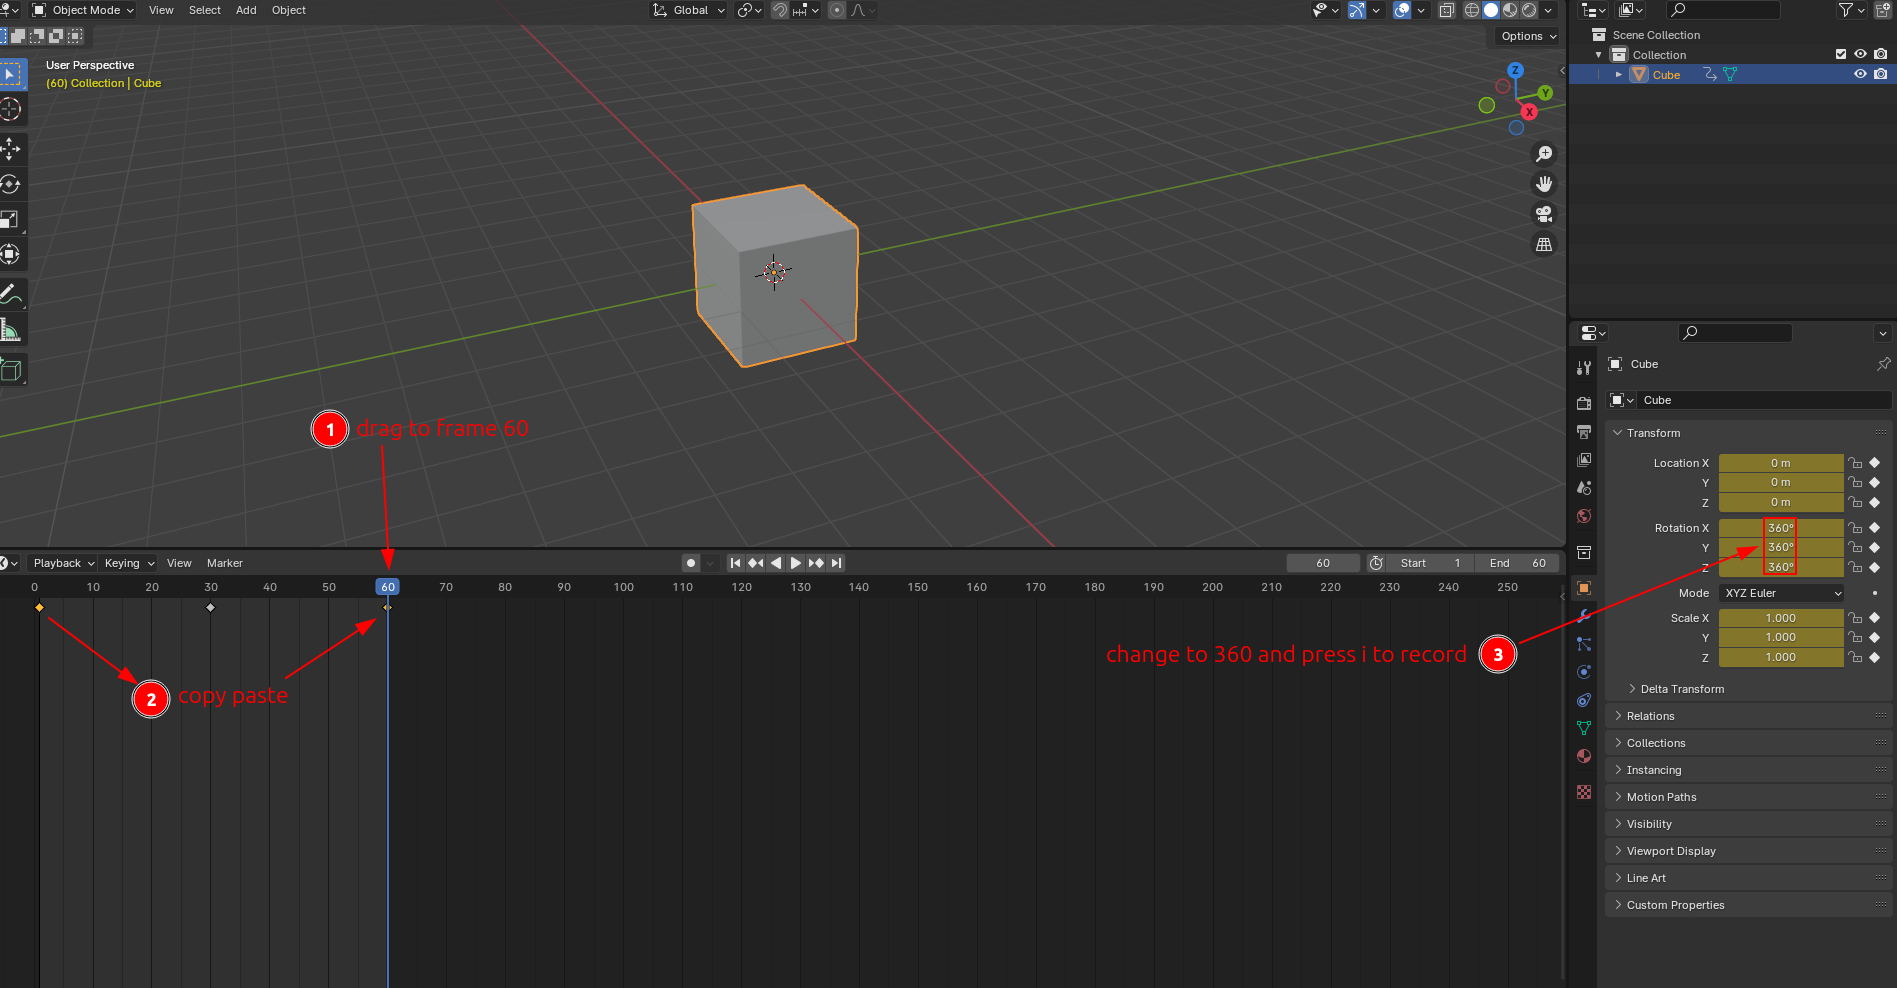 Object Mode View Select Add Object Global
Options
User Perspective
(60) Collection | Cube
Z
Y
X
Scene Collection
Collection
Cube
Cube
Cube
Transform
Location X 0 m
Y 0 m
Z 0 m
Rotation X 360°
Y 360°
Z 360°
Mode XYZ Euler
Scale X 1.000
Y 1.000
Z 1.000
Delta Transform
Relations
Collections
Instancing
Motion Paths
Visibility
Viewport Display
Line Art
Custom Properties
1 drag to frame 60
Playback Keying View Marker 60 Start 1 End 60
0 10 20 30 40 50 60 70 80 90 100 110 120 130 140 150 160 170 180 190 200 210 220 230 240 250
change to 360 and press i to record 3
2 copy paste